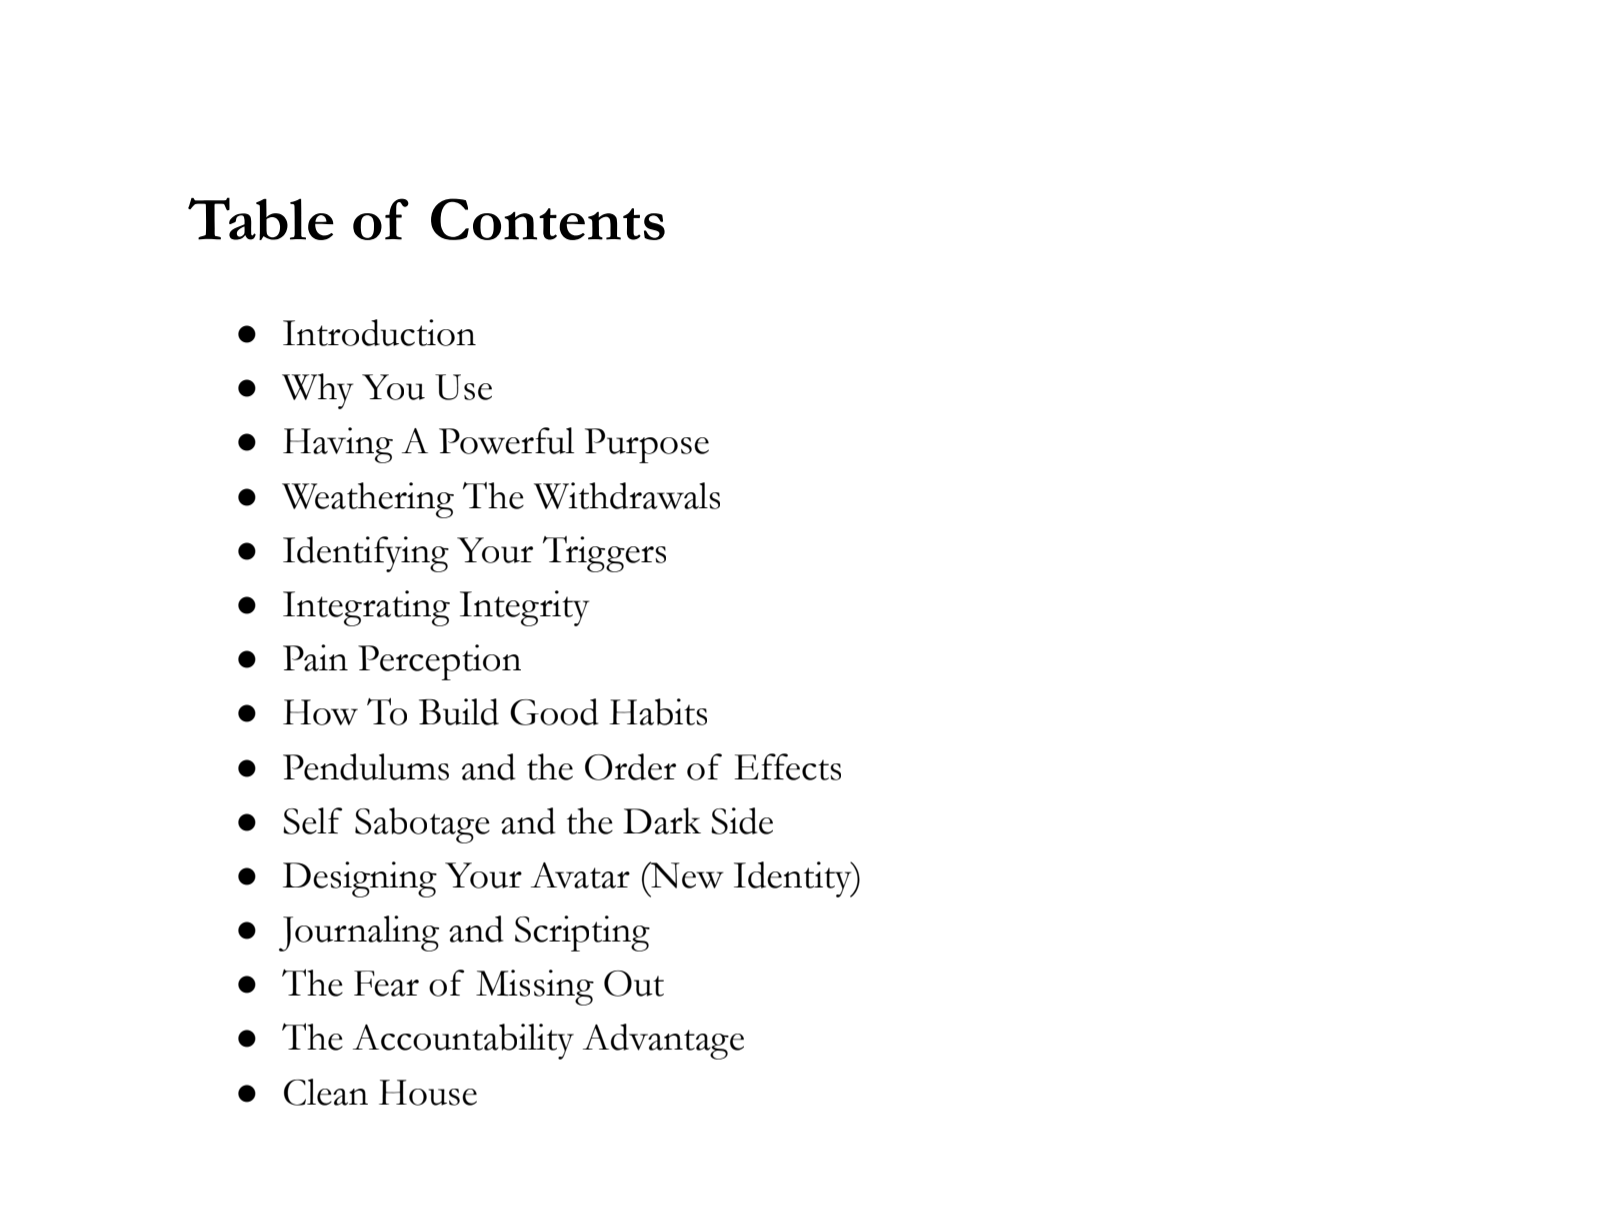 Table of Contents
● Introduction
● Why You Use
● Having A Powerful Purpose
● Weathering The Withdrawals
● Identifying Your Triggers
● Integrating Integrity
● Pain Perception
● How To Build Good Habits
● Pendulums and the Order of Effects
● Self Sabotage and the Dark Side
● Designing Your Avatar (New Identity)
● Journaling and Scripting
● The Fear of Missing Out
● The Accountability Advantage
● Clean House